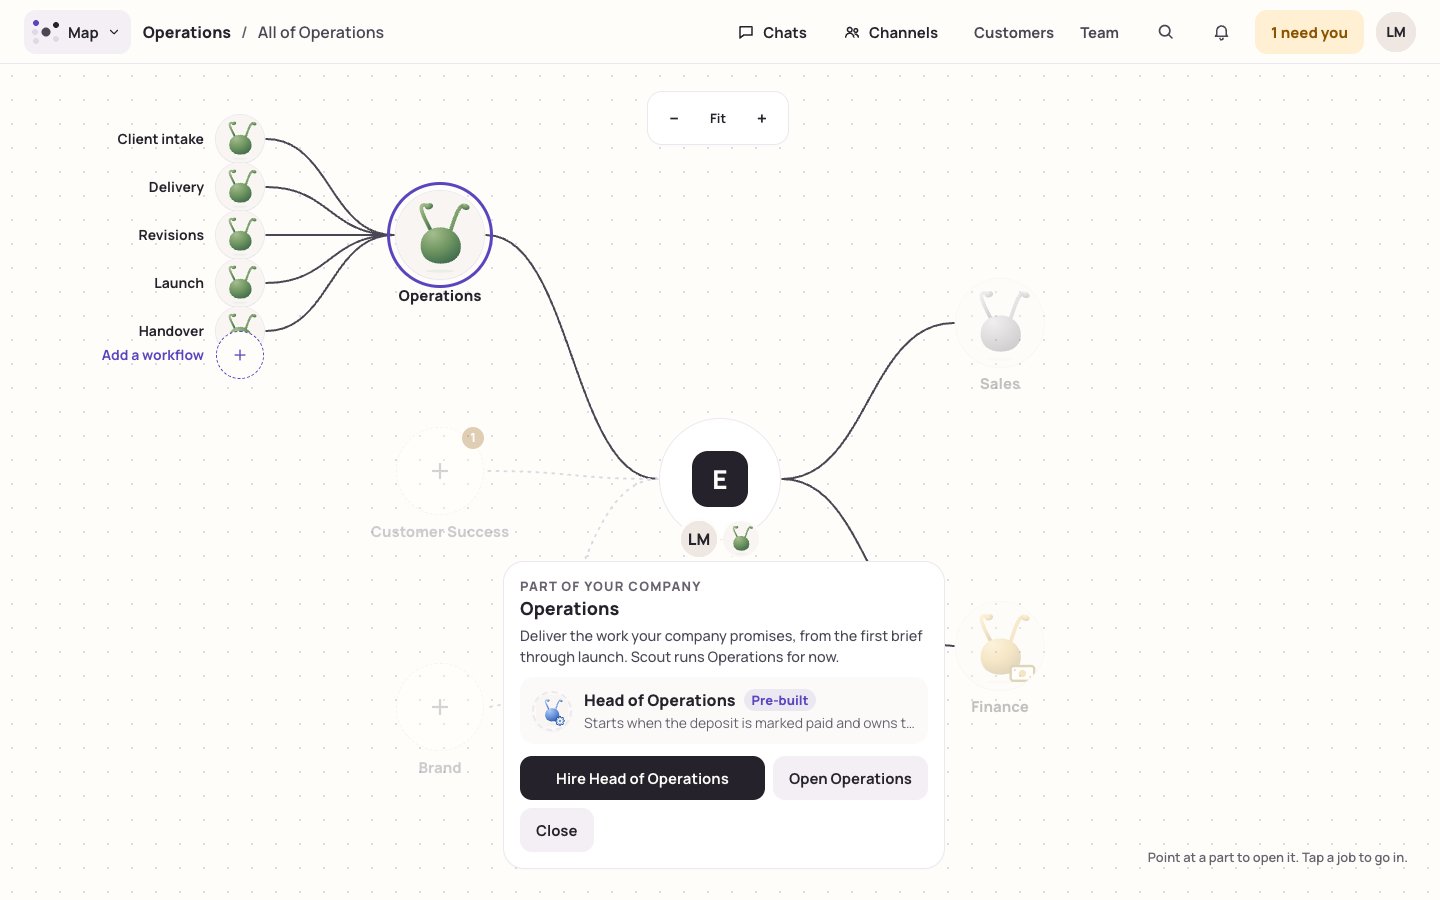 Map
Operations / All of Operations
Chats
Channels
Customers
Team
1 need you
LM
− Fit +
Client intake
Delivery
Revisions
Launch
Handover
Add a workflow
Operations
Sales
1
Customer Success
E
LM
Finance
Brand
PART OF YOUR COMPANY
Operations
Deliver the work your company promises, from the first brief
through launch. Scout runs Operations for now.
Head of Operations Pre-built
Starts when the deposit is marked paid and owns t...
Hire Head of Operations
Open Operations
Close
Point at a part to open it. Tap a job to go in.